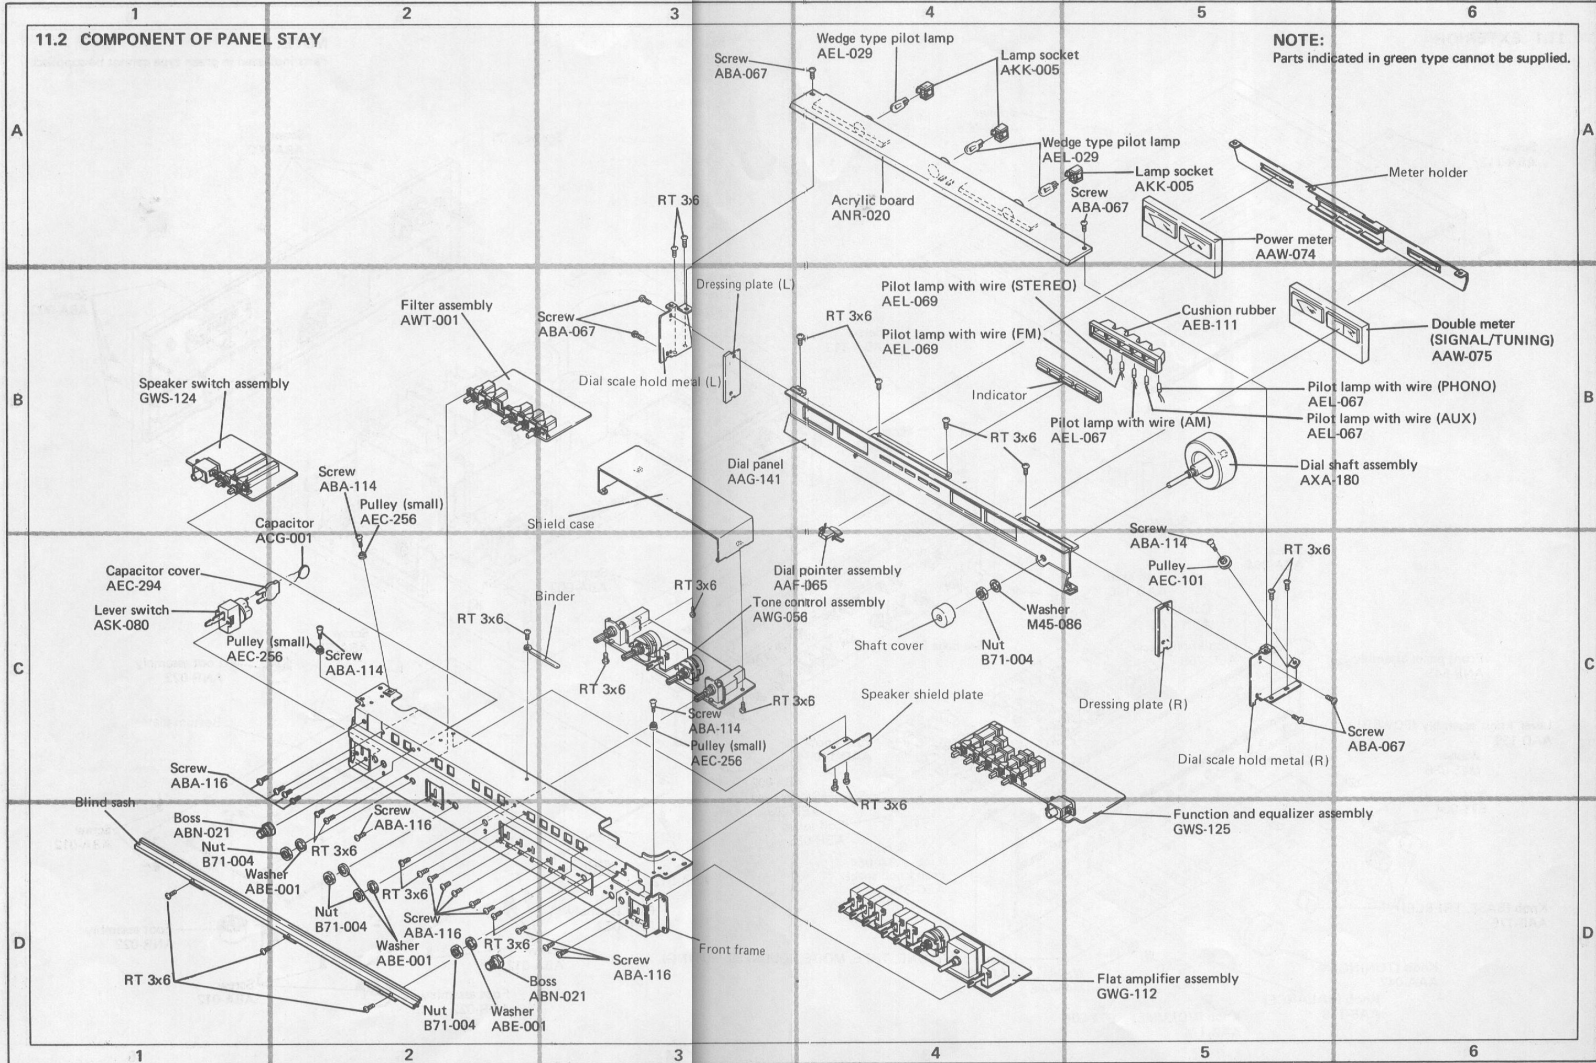 1 2 3 4 5 6
11.2 COMPONENT OF PANEL STAY
NOTE:
Parts indicated in green type cannot be supplied.
A
A
Screw
ABA-067
Wedge type pilot lamp
AEL-029
Lamp socket
AKK-005
Wedge type pilot lamp
AEL-029
Lamp socket
AKK-005
Screw
ABA-067
Acrylic board
ANR-020
RT 3x6
Meter holder
Power meter
AAW-074
B
B
Dressing plate (L)
Filter assembly
AWT-001
Screw
ABA-067
Dial scale hold metal (L)
RT 3x6
Pilot lamp with wire (STEREO)
AEL-069
Pilot lamp with wire (FM)
AEL-069
Cushion rubber
AEB-111
Double meter
(SIGNAL/TUNING)
AAW-075
Indicator
Pilot lamp with wire (PHONO)
AEL-067
Pilot lamp with wire (AM)
AEL-067
Pilot lamp with wire (AUX)
AEL-067
RT 3x6
Speaker switch assembly
GWS-124
Screw
ABA-114
Pulley (small)
AEC-256
Dial panel
AAG-141
Dial shaft assembly
AXA-180
Shield case
Capacitor
ACG-001
C
C
Capacitor cover
AEC-294
Lever switch
ASK-080
Pulley (small)
AEC-256
Screw
ABA-114
RT 3x6
Binder
RT 3x6
Dial pointer assembly
AAF-065
Tone control assembly
AWG-056
Shaft cover
Washer
M45-086
Nut
B71-004
Screw
ABA-114
Pulley
AEC-101
RT 3x6
RT 3x6
RT 3x6
Screw
ABA-114
Pulley (small)
AEC-256
Speaker shield plate
Dressing plate (R)
Screw
ABA-067
Dial scale hold metal (R)
RT 3x6
Screw
ABA-116
Blind sash
Boss
ABN-021
Nut
B71-004
RT 3x6
Screw
ABA-116
Washer
ABE-001
Function and equalizer assembly
GWS-125
D
D
Nut
B71-004
RT 3x6
Washer
ABE-001
Screw
ABA-116
RT 3x6
Front frame
Screw
ABA-116
RT 3x6
Boss
ABN-021
Nut
B71-004
Washer
ABE-001
Flat amplifier assembly
GWG-112
1 2 3 4 5 6